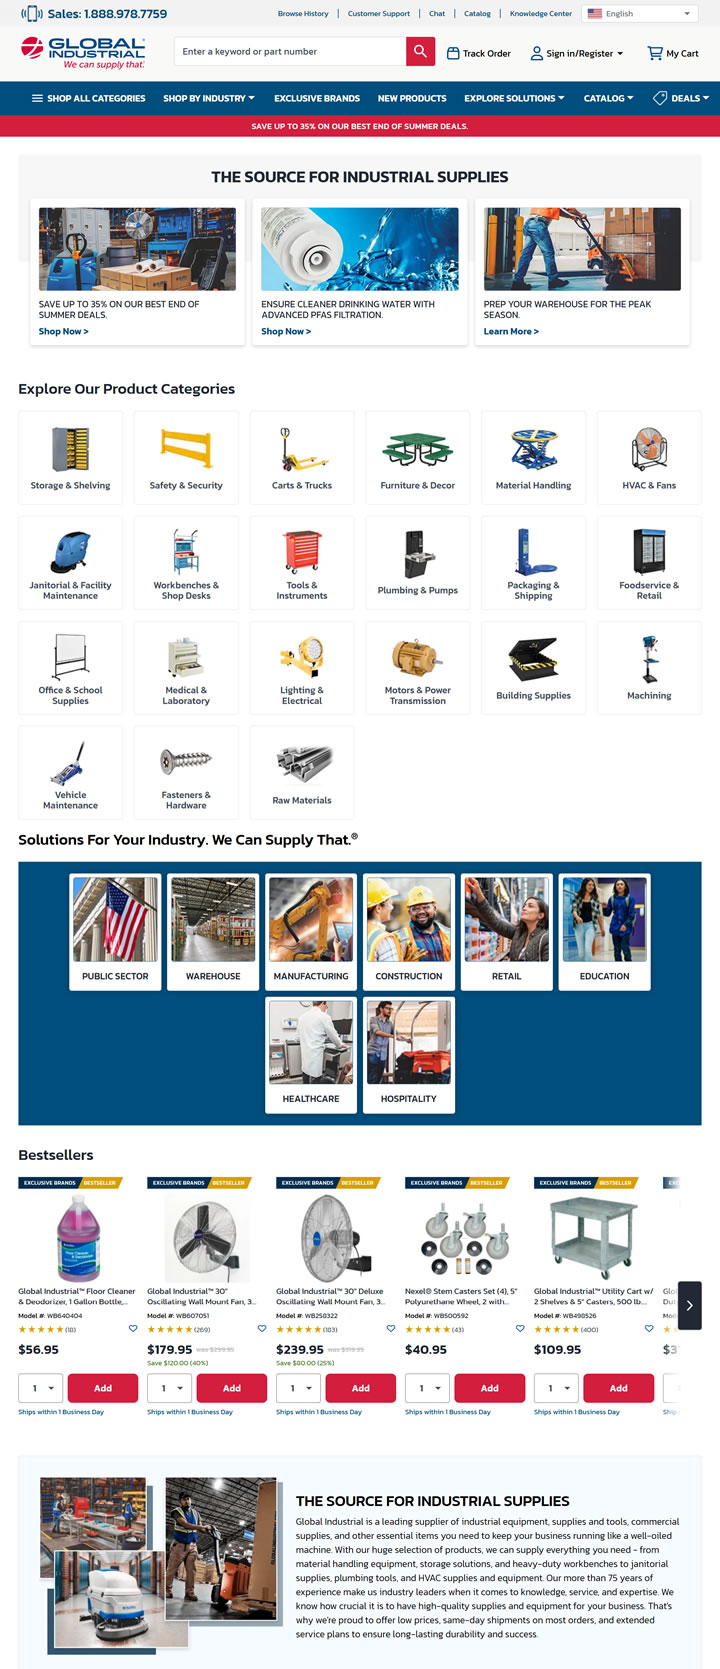 Sales: 1.888.978.7759
Browse History | Customer Support | Chat | Catalog | Knowledge Center
English
GLOBAL INDUSTRIAL
We can supply that.
Enter a keyword or part number
Track Order
Sign in/Register
My Cart
SHOP ALL CATEGORIES
SHOP BY INDUSTRY
EXCLUSIVE BRANDS
NEW PRODUCTS
EXPLORE SOLUTIONS
CATALOG
DEALS
SAVE UP TO 35% ON OUR BEST END OF SUMMER DEALS.
THE SOURCE FOR INDUSTRIAL SUPPLIES
SAVE UP TO 35% ON OUR BEST END OF
SUMMER DEALS.
Shop Now >
ENSURE CLEANER DRINKING WATER WITH
ADVANCED PFAS FILTRATION.
Shop Now >
PREP YOUR WAREHOUSE FOR THE PEAK
SEASON.
Learn More >
Explore Our Product Categories
Storage & Shelving
Safety & Security
Carts & Trucks
Furniture & Decor
Material Handling
HVAC & Fans
Janitorial & Facility
Maintenance
Workbenches &
Shop Desks
Tools &
Instruments
Plumbing & Pumps
Packaging &
Shipping
Foodservice &
Retail
Office & School
Supplies
Medical &
Laboratory
Lighting &
Electrical
Motors & Power
Transmission
Building Supplies
Machining
Vehicle
Maintenance
Fasteners &
Hardware
Raw Materials
Solutions For Your Industry. We Can Supply That.®
PUBLIC SECTOR
WAREHOUSE
MANUFACTURING
CONSTRUCTION
RETAIL
EDUCATION
HEALTHCARE
HOSPITALITY
Bestsellers
EXCLUSIVE BRANDS BESTSELLER
Global Industrial™ Floor Cleaner
& Deodorizer, 1 Gallon Bottle,...
Model #: WB640404
(18)
$56.95
1
Add
Ships within 1 Business Day
EXCLUSIVE BRANDS BESTSELLER
Global Industrial™ 30"
Oscillating Wall Mount Fan, 3...
Model #: WB607051
(269)
$179.95 was $299.95
Save $120.00 (40%)
1
Add
Ships within 1 Business Day
EXCLUSIVE BRANDS BESTSELLER
Global Industrial™ 30" Deluxe
Oscillating Wall Mount Fan, 3...
Model #: WB258322
(183)
$239.95 was $319.95
Save $80.00 (25%)
1
Add
Ships within 1 Business Day
EXCLUSIVE BRANDS BESTSELLER
Nexel® Stem Casters Set (4), 5"
Polyurethane Wheel, 2 with...
Model #: WB500592
(43)
$40.95
1
Add
Ships within 1 Business Day
EXCLUSIVE BRANDS BESTSELLER
Global Industrial™ Utility Cart w/
2 Shelves & 5" Casters, 500 lb...
Model #: WB498526
(400)
$109.95
1
Add
Ships within 1 Business Day
THE SOURCE FOR INDUSTRIAL SUPPLIES
Global Industrial is a leading supplier of industrial equipment, supplies and tools, commercial
supplies, and other essential items you need to keep your business running like a well-oiled
machine. With our huge selection of products, we can supply everything you need - from
material handling equipment, storage solutions, and heavy-duty workbenches to janitorial
supplies, plumbing tools, and HVAC supplies and equipment. Our more than 75 years of
experience make us industry leaders when it comes to knowledge, service, and expertise. We
know how crucial it is to have high-quality supplies and equipment for your business. That's
why we're proud to offer low prices, same-day shipments on most orders, and extended
service plans to ensure long-lasting durability and success.